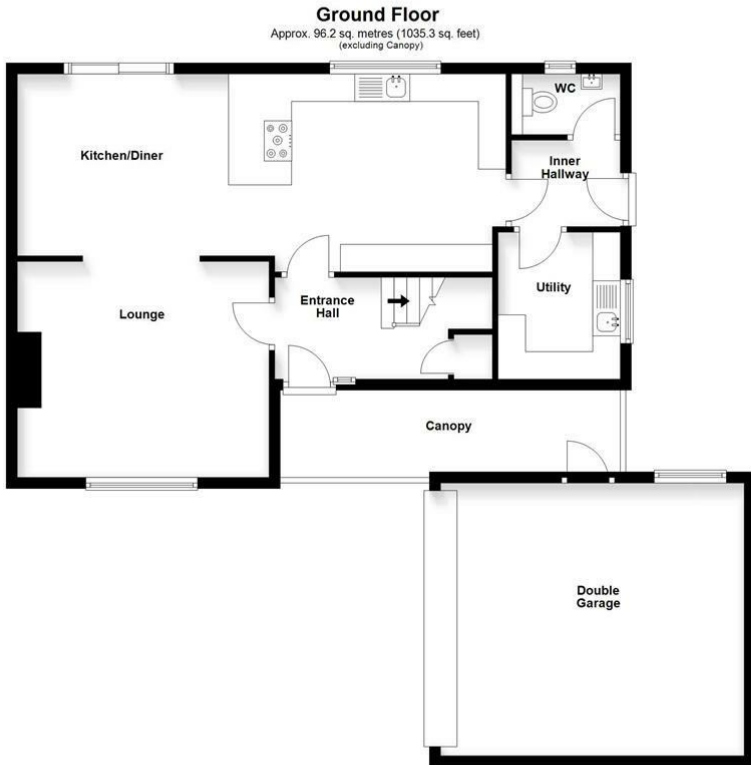 Ground Floor
Approx. 96.2 sq. metres (1035.3 sq. feet)
(excluding Canopy)
WC
Kitchen/Diner
Inner
Hallway
Utility
Entrance
Hall
Lounge
Canopy
Double
Garage